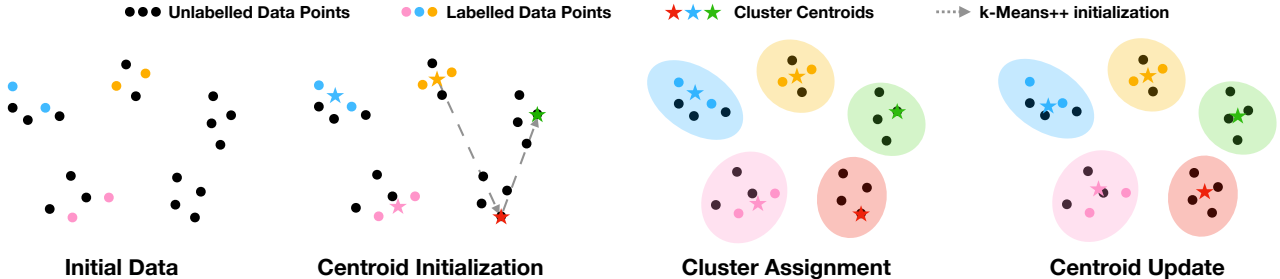 Unlabelled Data Points Labelled Data Points Cluster Centroids k-Means++ initialization
Initial Data Centroid Initialization Cluster Assignment Centroid Update